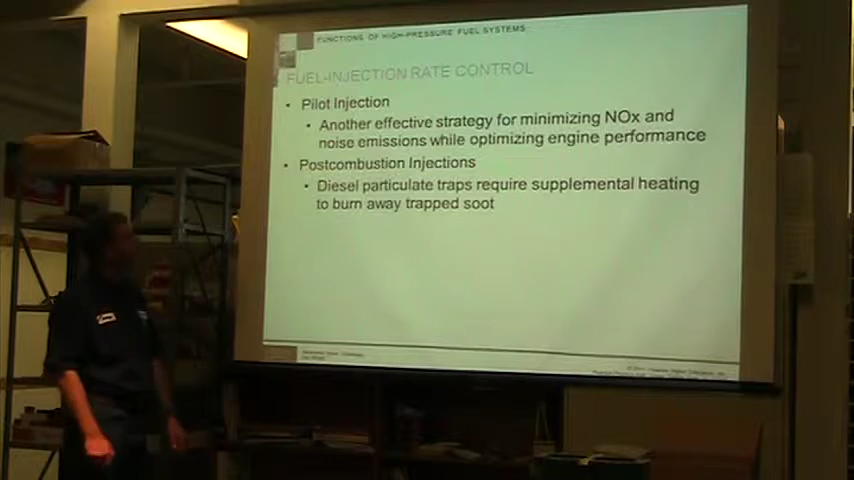 FUNCTIONS OF HIGH-PRESSURE FUEL SYSTEMS
FUEL-INJECTION RATE CONTROL
• Pilot Injection
• Another effective strategy for minimizing NOx and
noise emissions while optimizing engine performance
• Postcombustion Injections
• Diesel particulate traps require supplemental heating
to burn away trapped soot